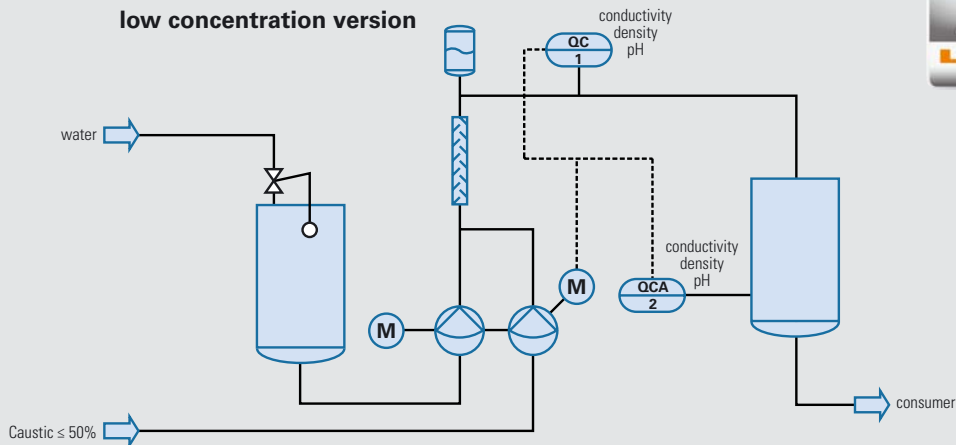 low concentration version
conductivity
density
pH
QC
1
water
conductivity
density
pH
QCA
2
M
M
consumer
Caustic ≤ 50%